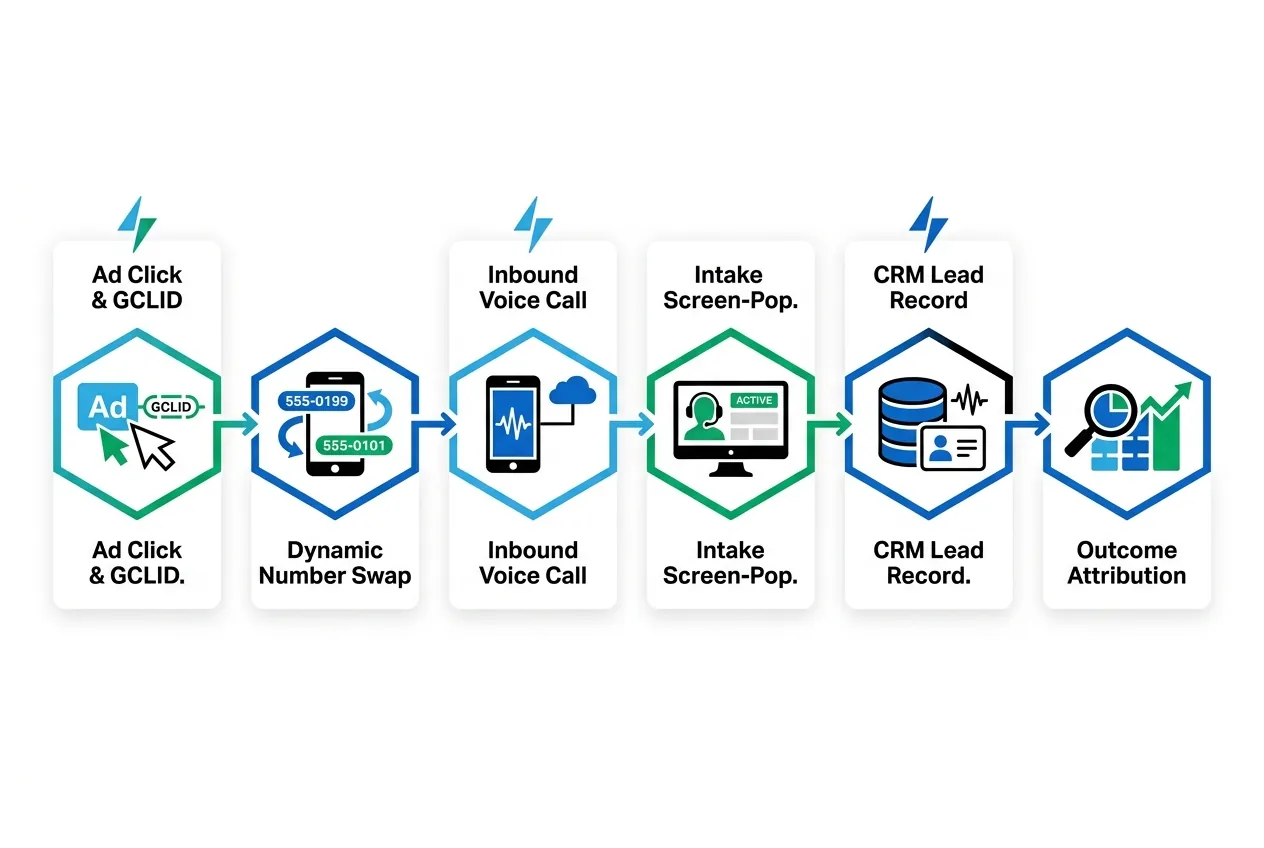 Ad Click
& GCLID
Inbound
Voice Call
Intake
Screen-Pop.
CRM Lead
Record
Ad
GCLID
555-0199
555-0101
ACTIVE
Ad Click
& GCLID.
Dynamic
Number Swap
Inbound
Voice Call
Intake
Screen-Pop.
CRM Lead
Record.
Outcome
Attribution